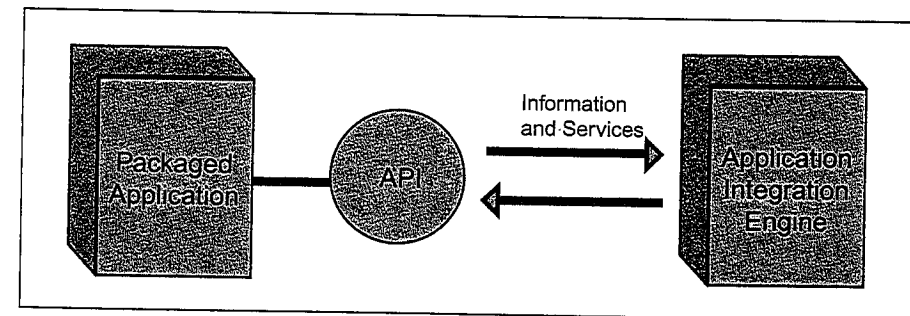 Packaged
Application
API
Information
and Services
Application
Integration
Engine